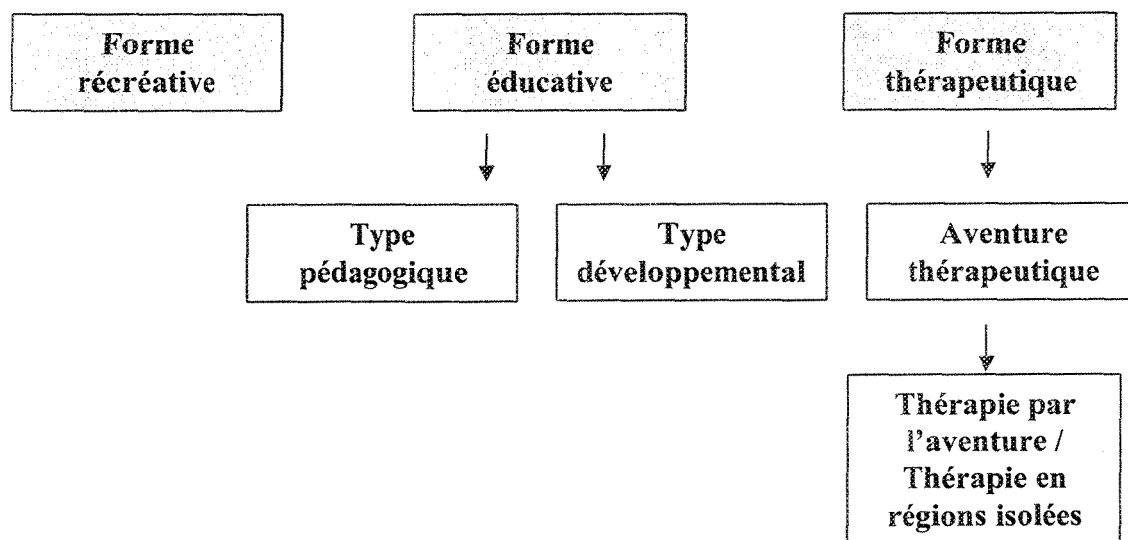 Forme
récréative
Forme
éducative
Forme
thérapeutique
Type
pédagogique
Type
développemental
Aventure
thérapeutique
Thérapie par
l'aventure /
Thérapie en
régions isolées